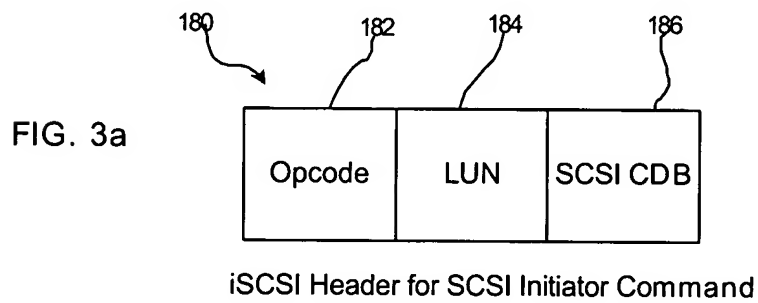 180 182 184 186
FIG. 3a
Opcode LUN SCSI CDB
iSCSI Header for SCSI Initiator Command